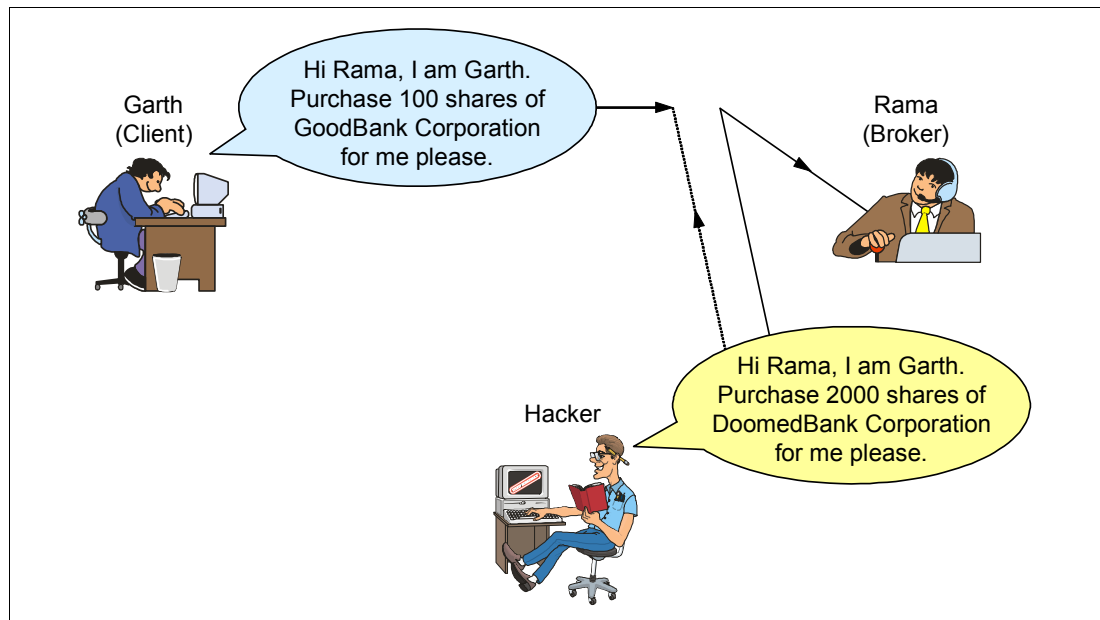 Garth
(Client)
Hi Rama, I am Garth.
Purchase 100 shares of
GoodBank Corporation
for me please.
Rama
(Broker)
Hacker
Hi Rama, I am Garth.
Purchase 2000 shares of
DoomedBank Corporation
for me please.